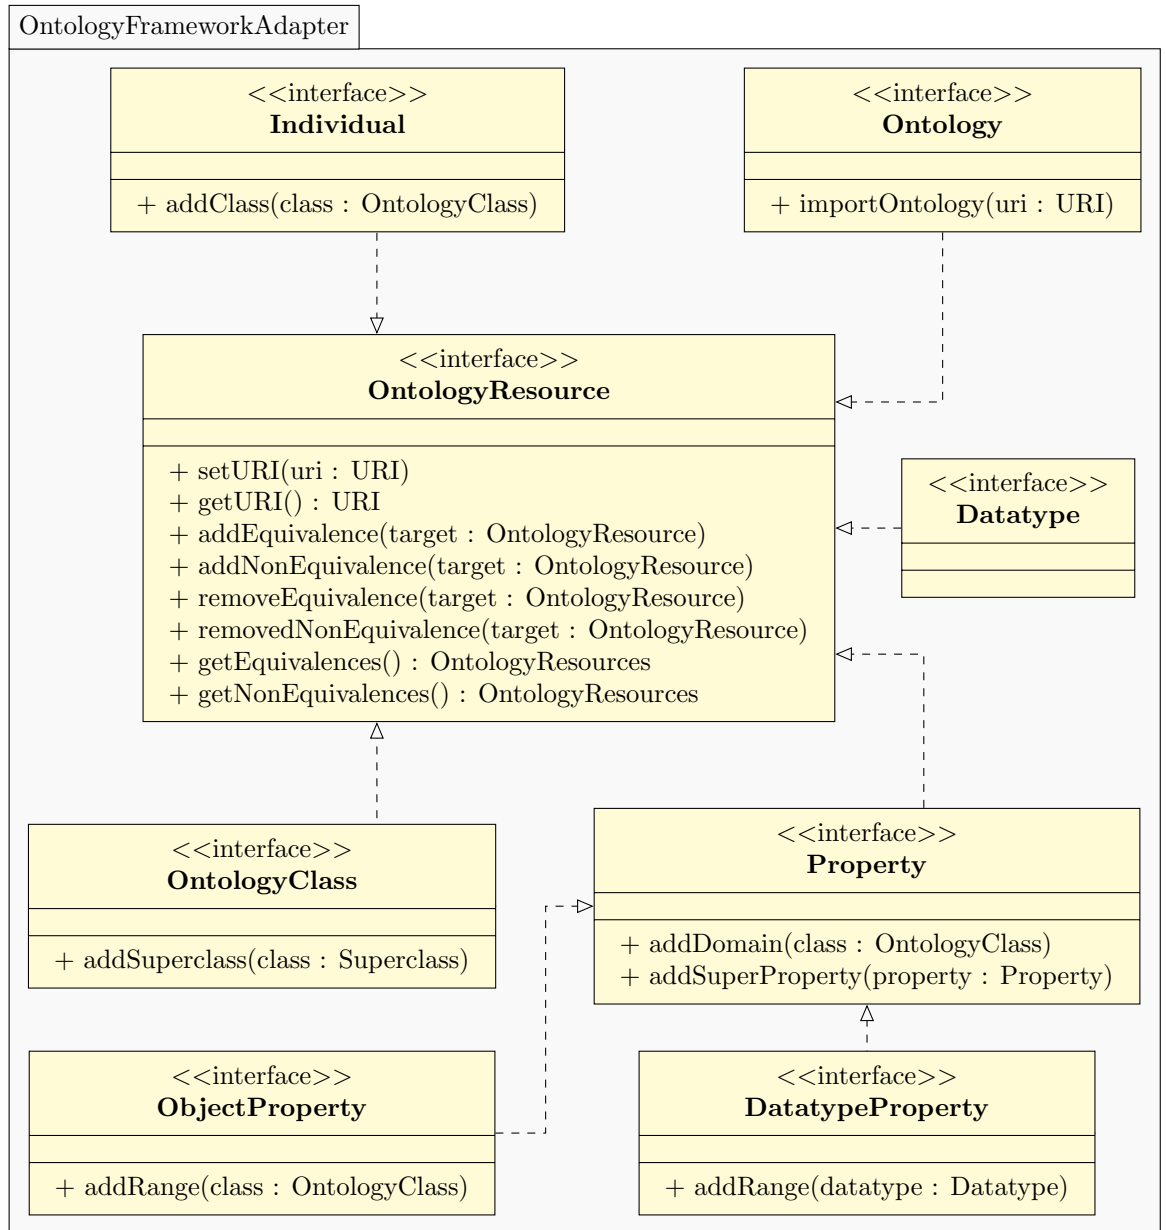 OntologyFrameworkAdapter
<<interface>>
Individual
+ addClass(class : OntologyClass)
<<interface>>
Ontology
+ importOntology(uri : URI)
<<interface>>
OntologyResource
+ setURI(uri : URI)
+ getURI() : URI
+ addEquivalence(target : OntologyResource)
+ addNonEquivalence(target : OntologyResource)
+ removeEquivalence(target : OntologyResource)
+ removedNonEquivalence(target : OntologyResource)
+ getEquivalences() : OntologyResources
+ getNonEquivalences() : OntologyResources
<<interface>>
Datatype
<<interface>>
OntologyClass
+ addSuperclass(class : Superclass)
<<interface>>
Property
+ addDomain(class : OntologyClass)
+ addSuperProperty(property : Property)
<<interface>>
ObjectProperty
+ addRange(class : OntologyClass)
<<interface>>
DatatypeProperty
+ addRange(datatype : Datatype)